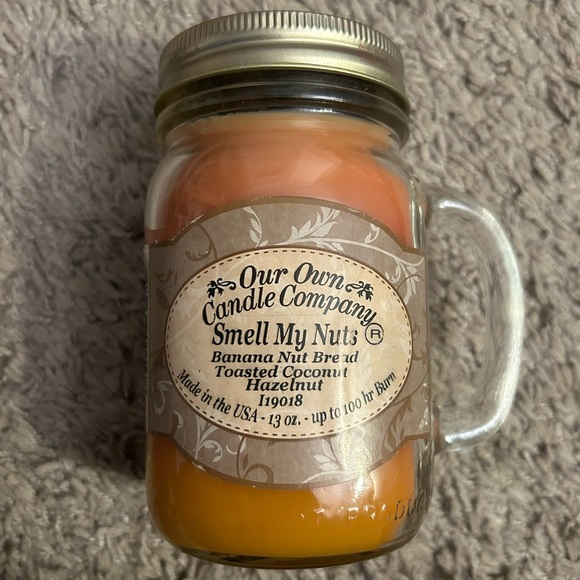 Our Own
Candle Company
Smell My Nuts ®
Banana Nut Bread
Toasted Coconut
Hazelnut
I19018
Made in the USA - 13 oz. - up to 100 hr Burn